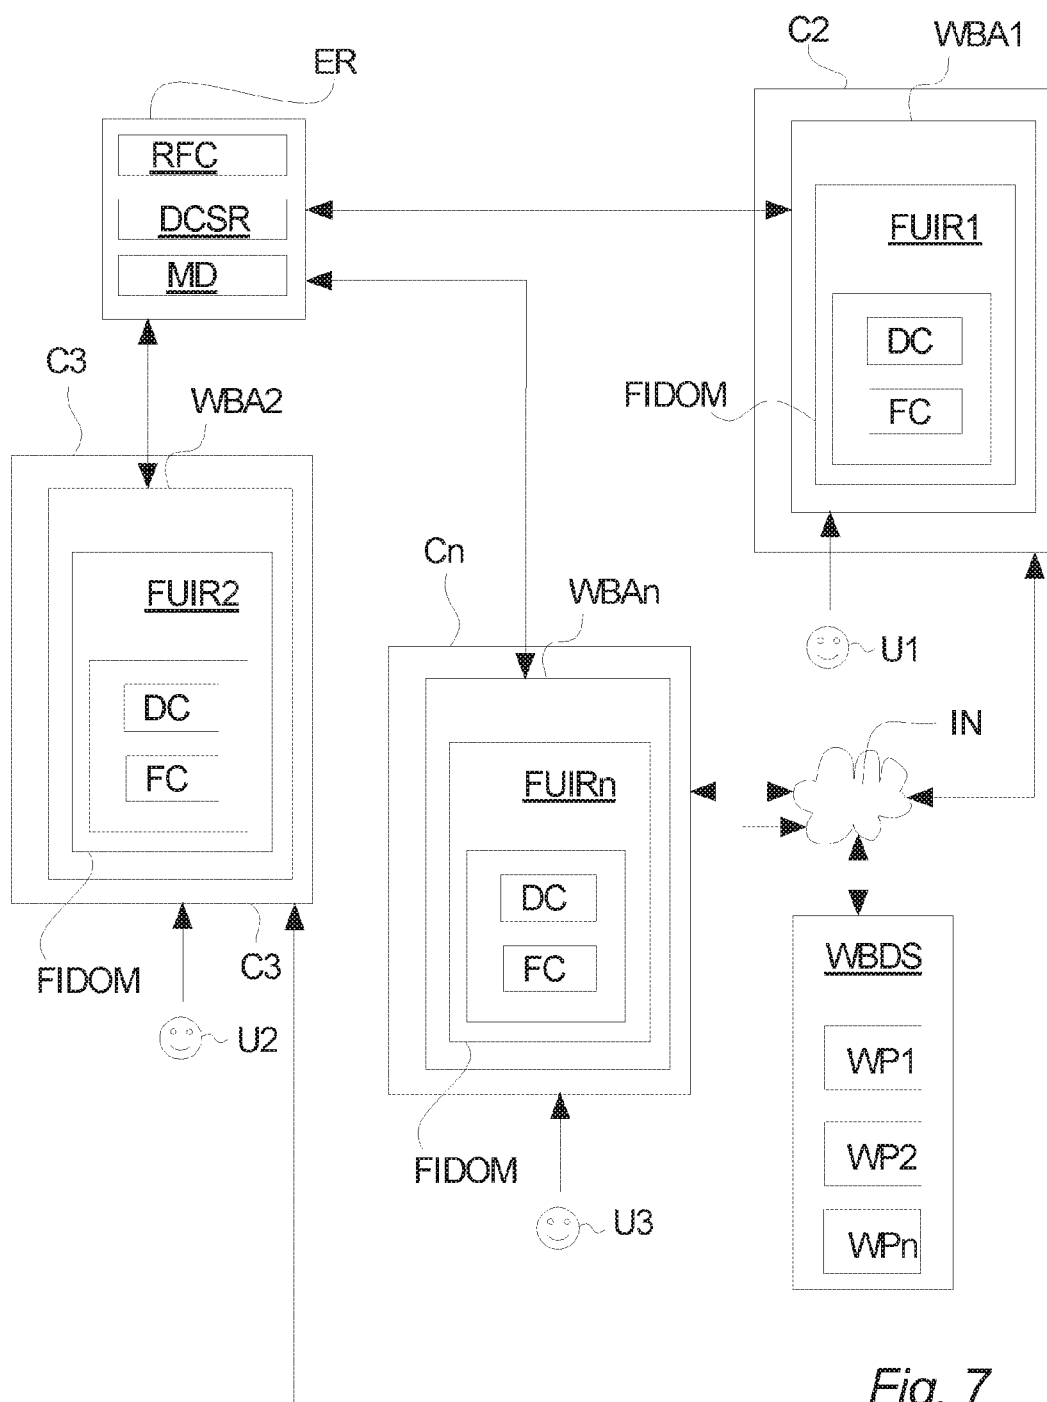 C2
WBA1
ER
RFC
DCSR
MD
FUIR1
DC
FC
FIDOM
C3
WBA2
FUIR2
DC
FC
FIDOM
C3
U2
Cn
WBAn
FUIRn
DC
FC
FIDOM
U3
U1
IN
WBDS
WP1
WP2
WPn
Fig. 7